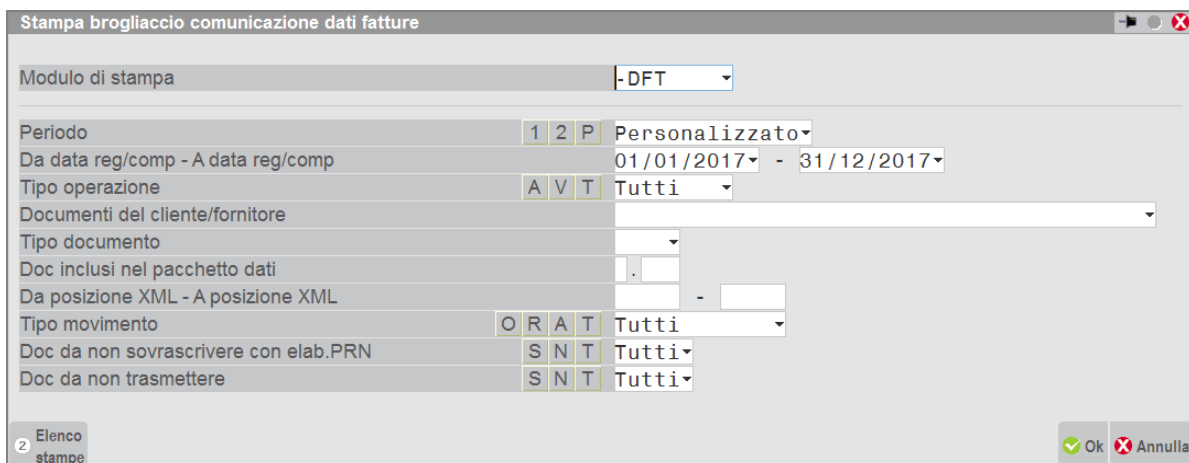 Stampa brogliaccio comunicazione dati fatture
Modulo di stampa -DFT
Periodo 1 2 P Personalizzato
Da data reg/comp - A data reg/comp 01/01/2017 - 31/12/2017
Tipo operazione A V T Tutti
Documenti del cliente/fornitore
Tipo documento
Doc inclusi nel pacchetto dati .
Da posizione XML - A posizione XML -
Tipo movimento O R A T Tutti
Doc da non sovrascrivere con elab.PRN S N T Tutti
Doc da non trasmettere S N T Tutti
2 Elenco stampe Ok Annulla